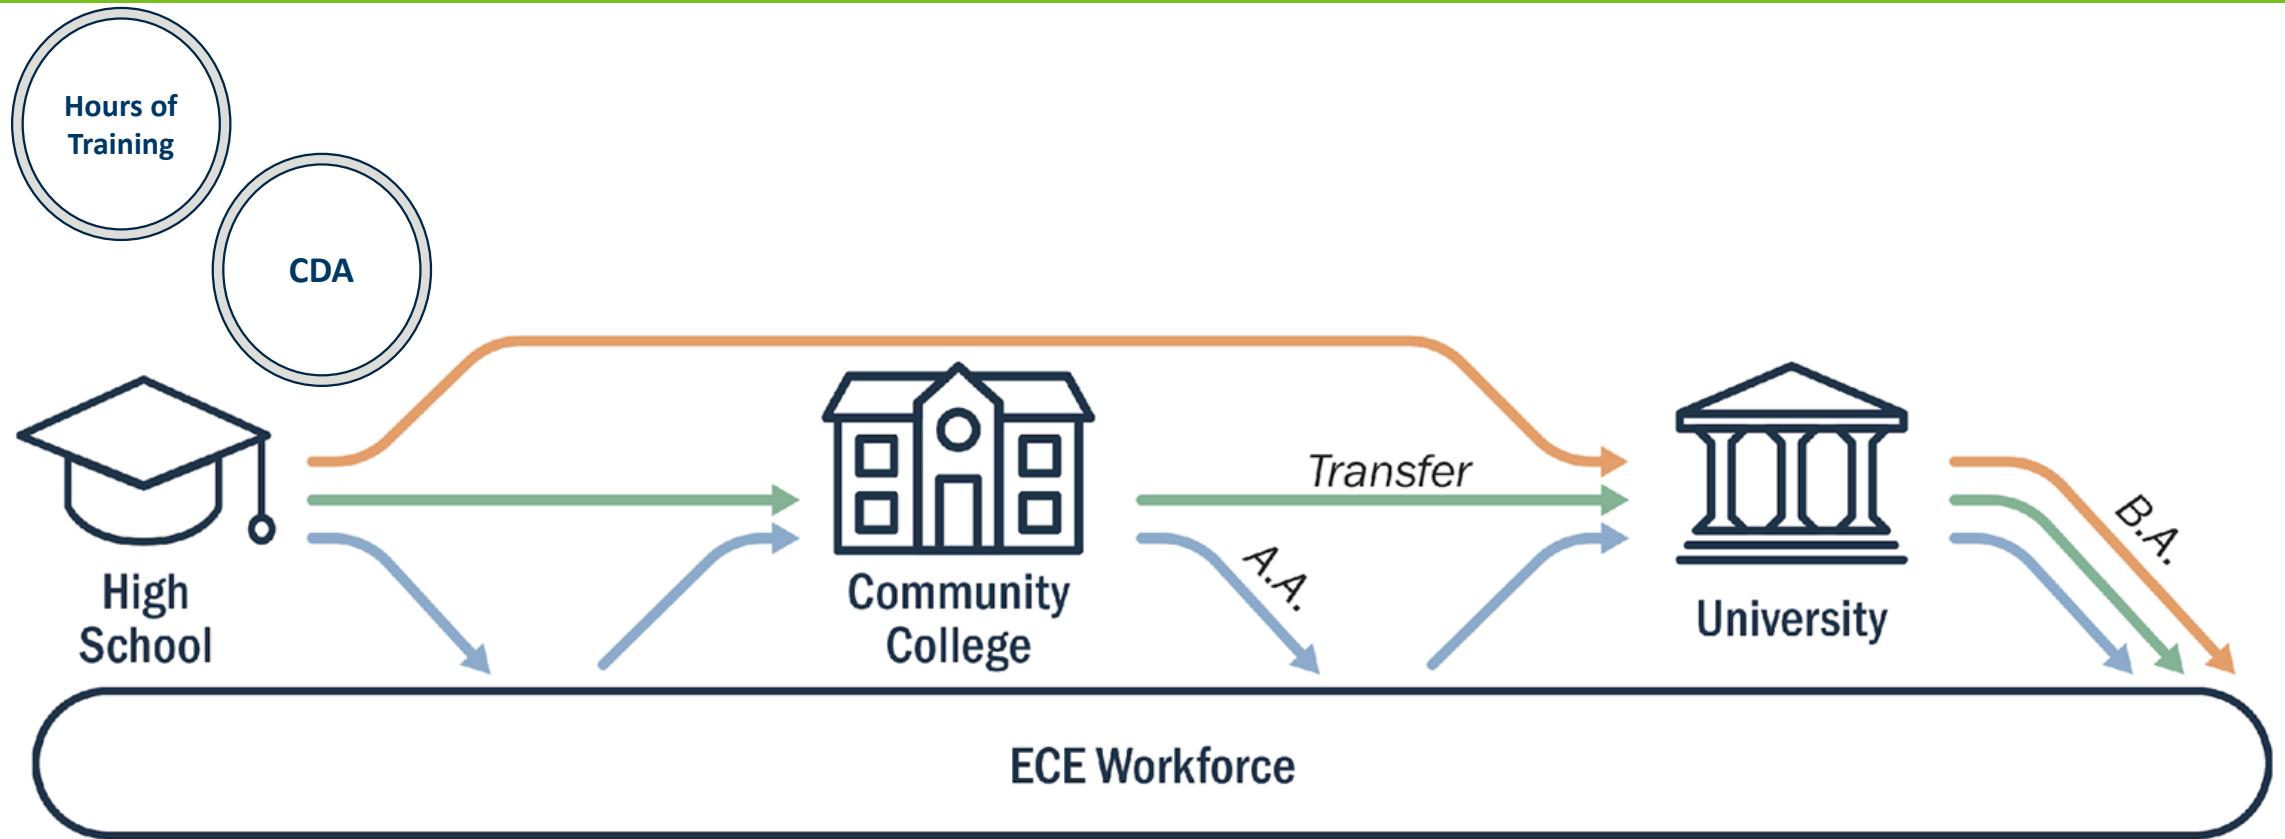 Hours of
Training
CDA
Transfer
A.A.
B.A.
High
School
Community
College
University
ECE Workforce